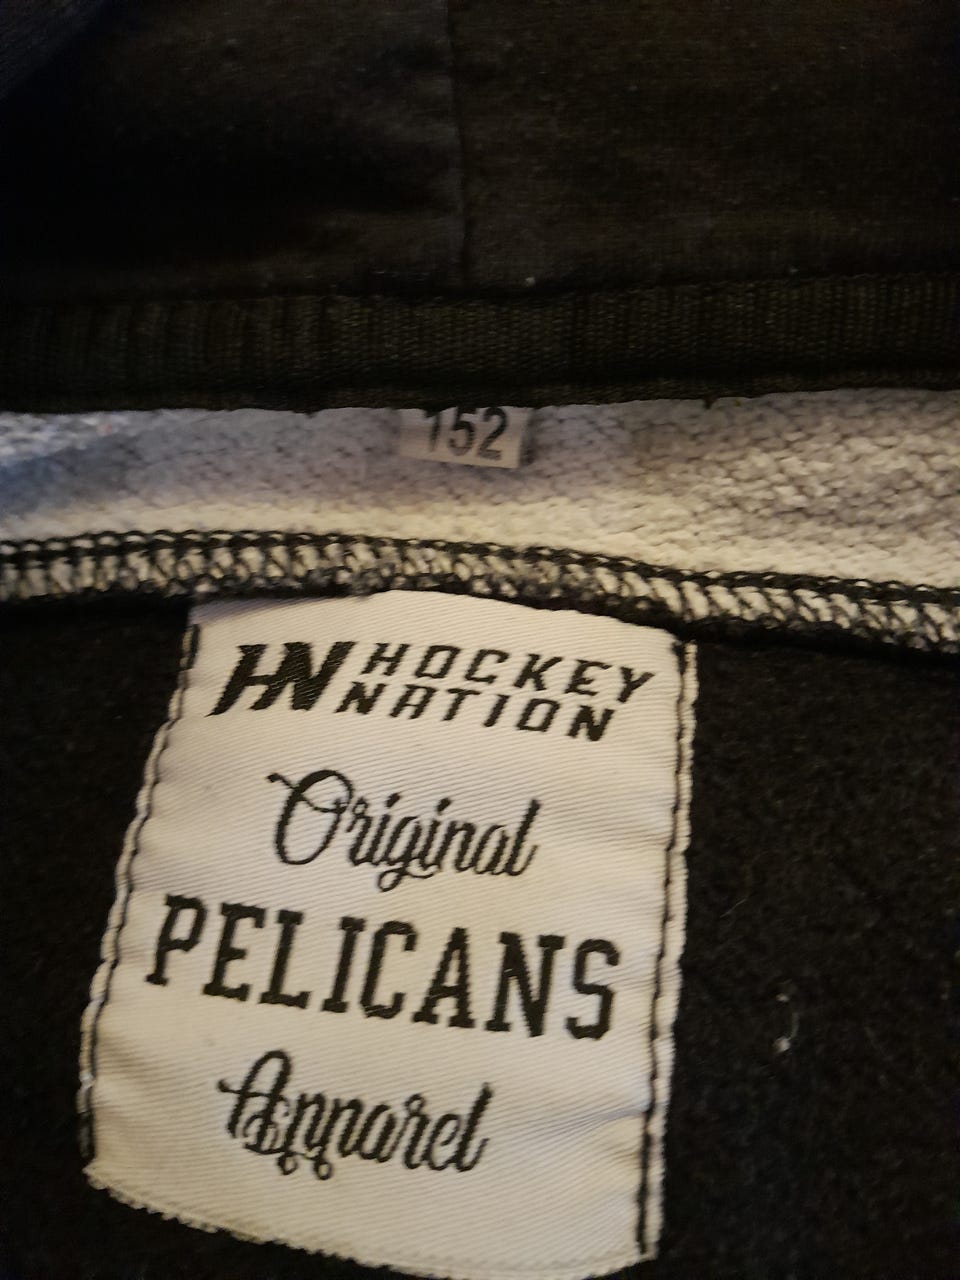 152
HN HOCKEY
NATION
Original
PELICANS
Apparel